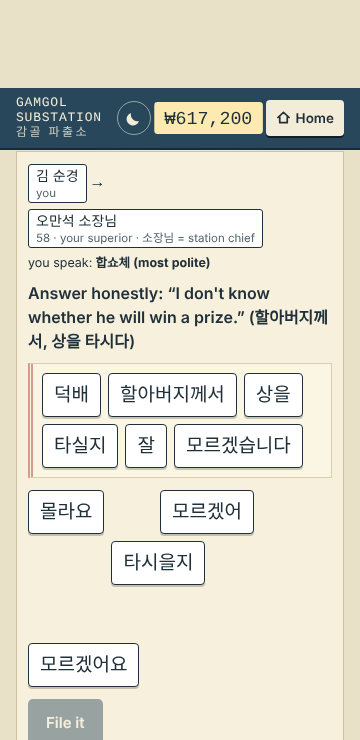 GAMGOL
SUBSTATION
감골 파출소
₩617,200
Home
김 순경
you
→
오만석 소장님
58 · your superior · 소장님 = station chief
you speak: 합쇼체 (most polite)
Answer honestly: “I don't know
whether he will win a prize.” (할아버지께
서, 상을 타시다)
덕배 할아버지께서 상을
타실지 잘 모르겠습니다
몰라요 모르겠어
타시을지
모르겠어요
File it